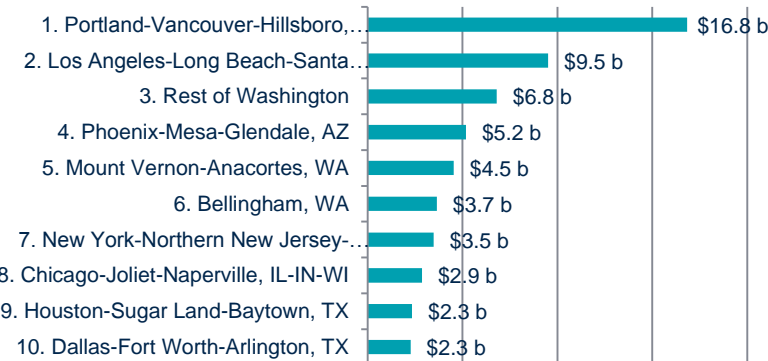 1. Portland-Vancouver-Hillsboro,… $16.8 b
2. Los Angeles-Long Beach-Santa… $9.5 b
3. Rest of Washington $6.8 b
4. Phoenix-Mesa-Glendale, AZ $5.2 b
5. Mount Vernon-Anacortes, WA $4.5 b
6. Bellingham, WA $3.7 b
7. New York-Northern New Jersey-… $3.5 b
8. Chicago-Joliet-Naperville, IL-IN-WI $2.9 b
9. Houston-Sugar Land-Baytown, TX $2.3 b
10. Dallas-Fort Worth-Arlington, TX $2.3 b